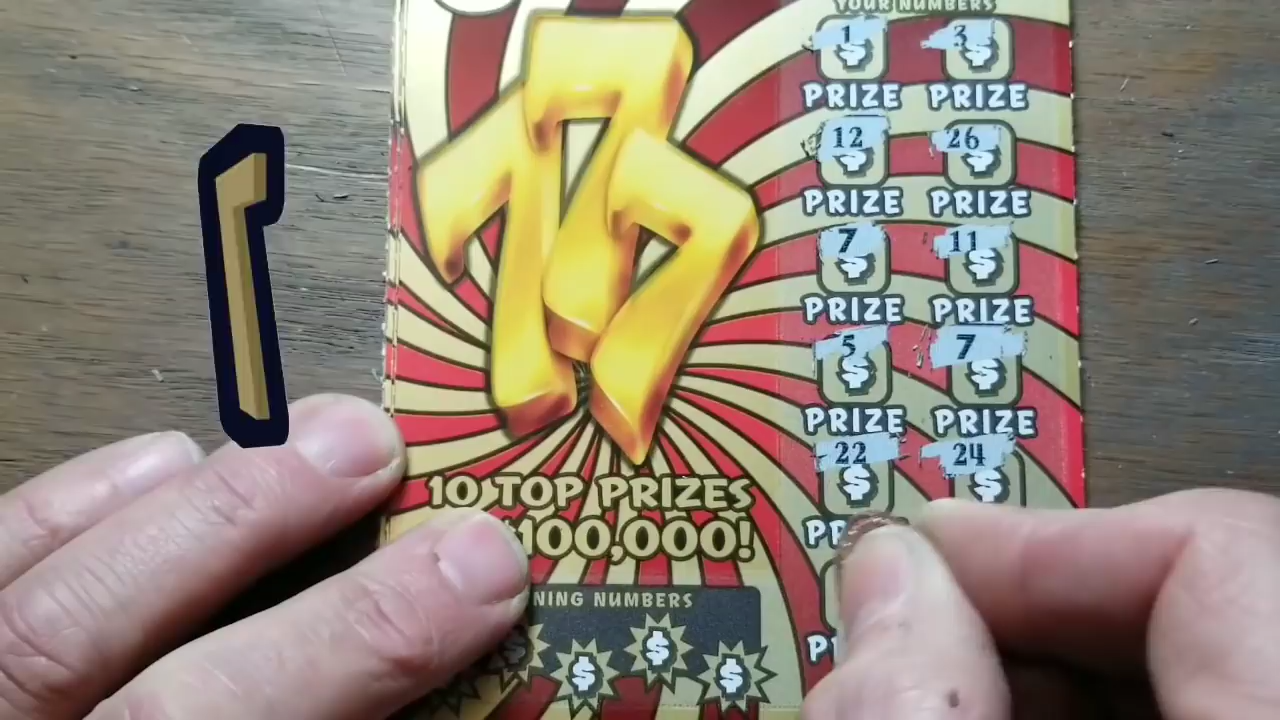 YOUR NUMBERS
1 3
PRIZE PRIZE
12 26
PRIZE PRIZE
7 11
PRIZE PRIZE
5 7
PRIZE PRIZE
22 24
777
10 TOP PRIZES
$100,000!
NUMBERS
$ $ $